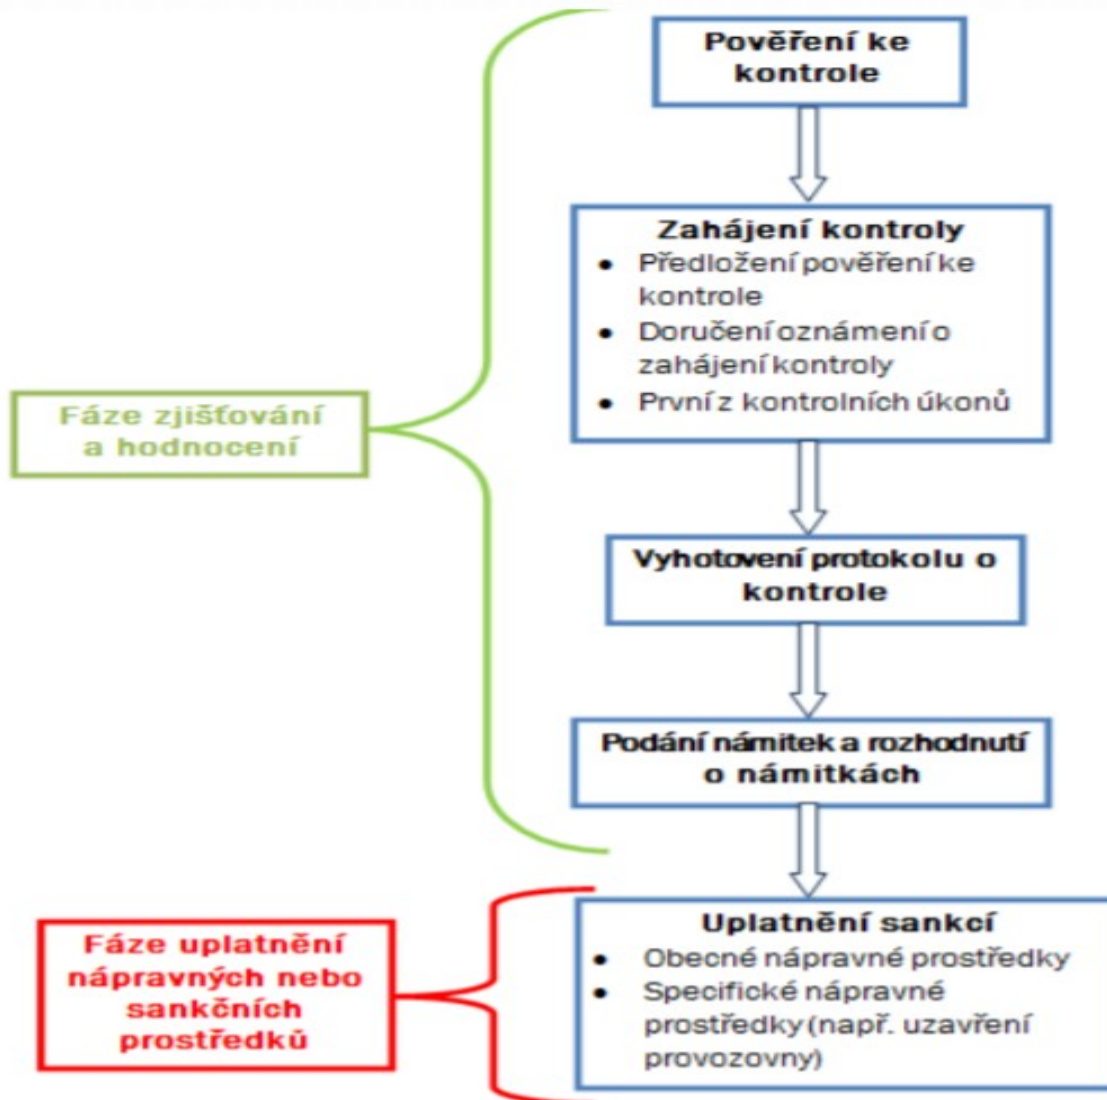 Pověření ke
kontrole
Zahájení kontroly
• Předložení pověření ke
kontrole
• Doručení oznámení o
zahájení kontroly
• První z kontrolních úkonů
Fáze zjišťování
a hodnocení
Vyhotovení protokolu o
kontrole
Podání námitek a rozhodnutí
o námitkách
Fáze uplatnění
nápravných nebo
sankčních
prostředků
Uplatnění sankcí
• Obecné nápravné prostředky
• Specifické nápravné
prostředky (např. uzavření
provozovny)